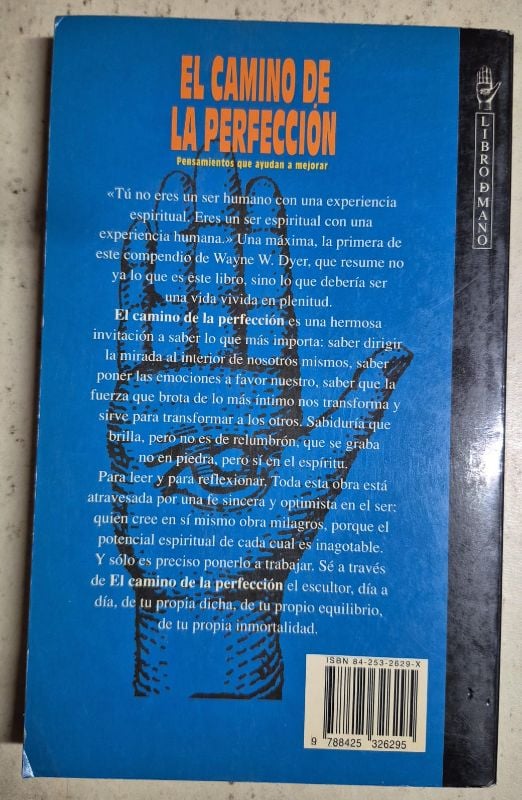 EL CAMINO DE
LA PERFECCIÓN
Pensamientos que ayudan a mejorar
«Tú no eres un ser humano con una experiencia
espiritual. Eres un ser espiritual con una
experiencia humana.» Una máxima, la primera de
este compendio de Wayne W. Dyer, que resume no
ya lo que es este libro, sino lo que debería ser
una vida vivida en plenitud.
El camino de la perfección es una hermosa
invitación a saber lo que más importa: saber dirigir
la mirada al interior de nosotros mismos, saber
poner las emociones a favor nuestro, saber que la
fuerza que brota de lo más íntimo nos transforma y
sirve para transformar a los otros. Sabiduría que
brilla, pero no es de relumbrón, que se graba
no en piedra, pero sí en el espíritu.
Para leer y para reflexionar. Toda esta obra está
atravesada por una fe sincera y optimista en el ser:
quien cree en sí mismo obra milagros, porque el
potencial espiritual de cada cual es inagotable.
Y sólo es preciso ponerlo a trabajar. Sé a través
de El camino de la perfección el escultor, día a
día, de tu propia dicha, de tu propio equilibrio,
de tu propia inmortalidad.
ISBN 84-253-2629-X
9 788425 326295
LIBRO D MANO